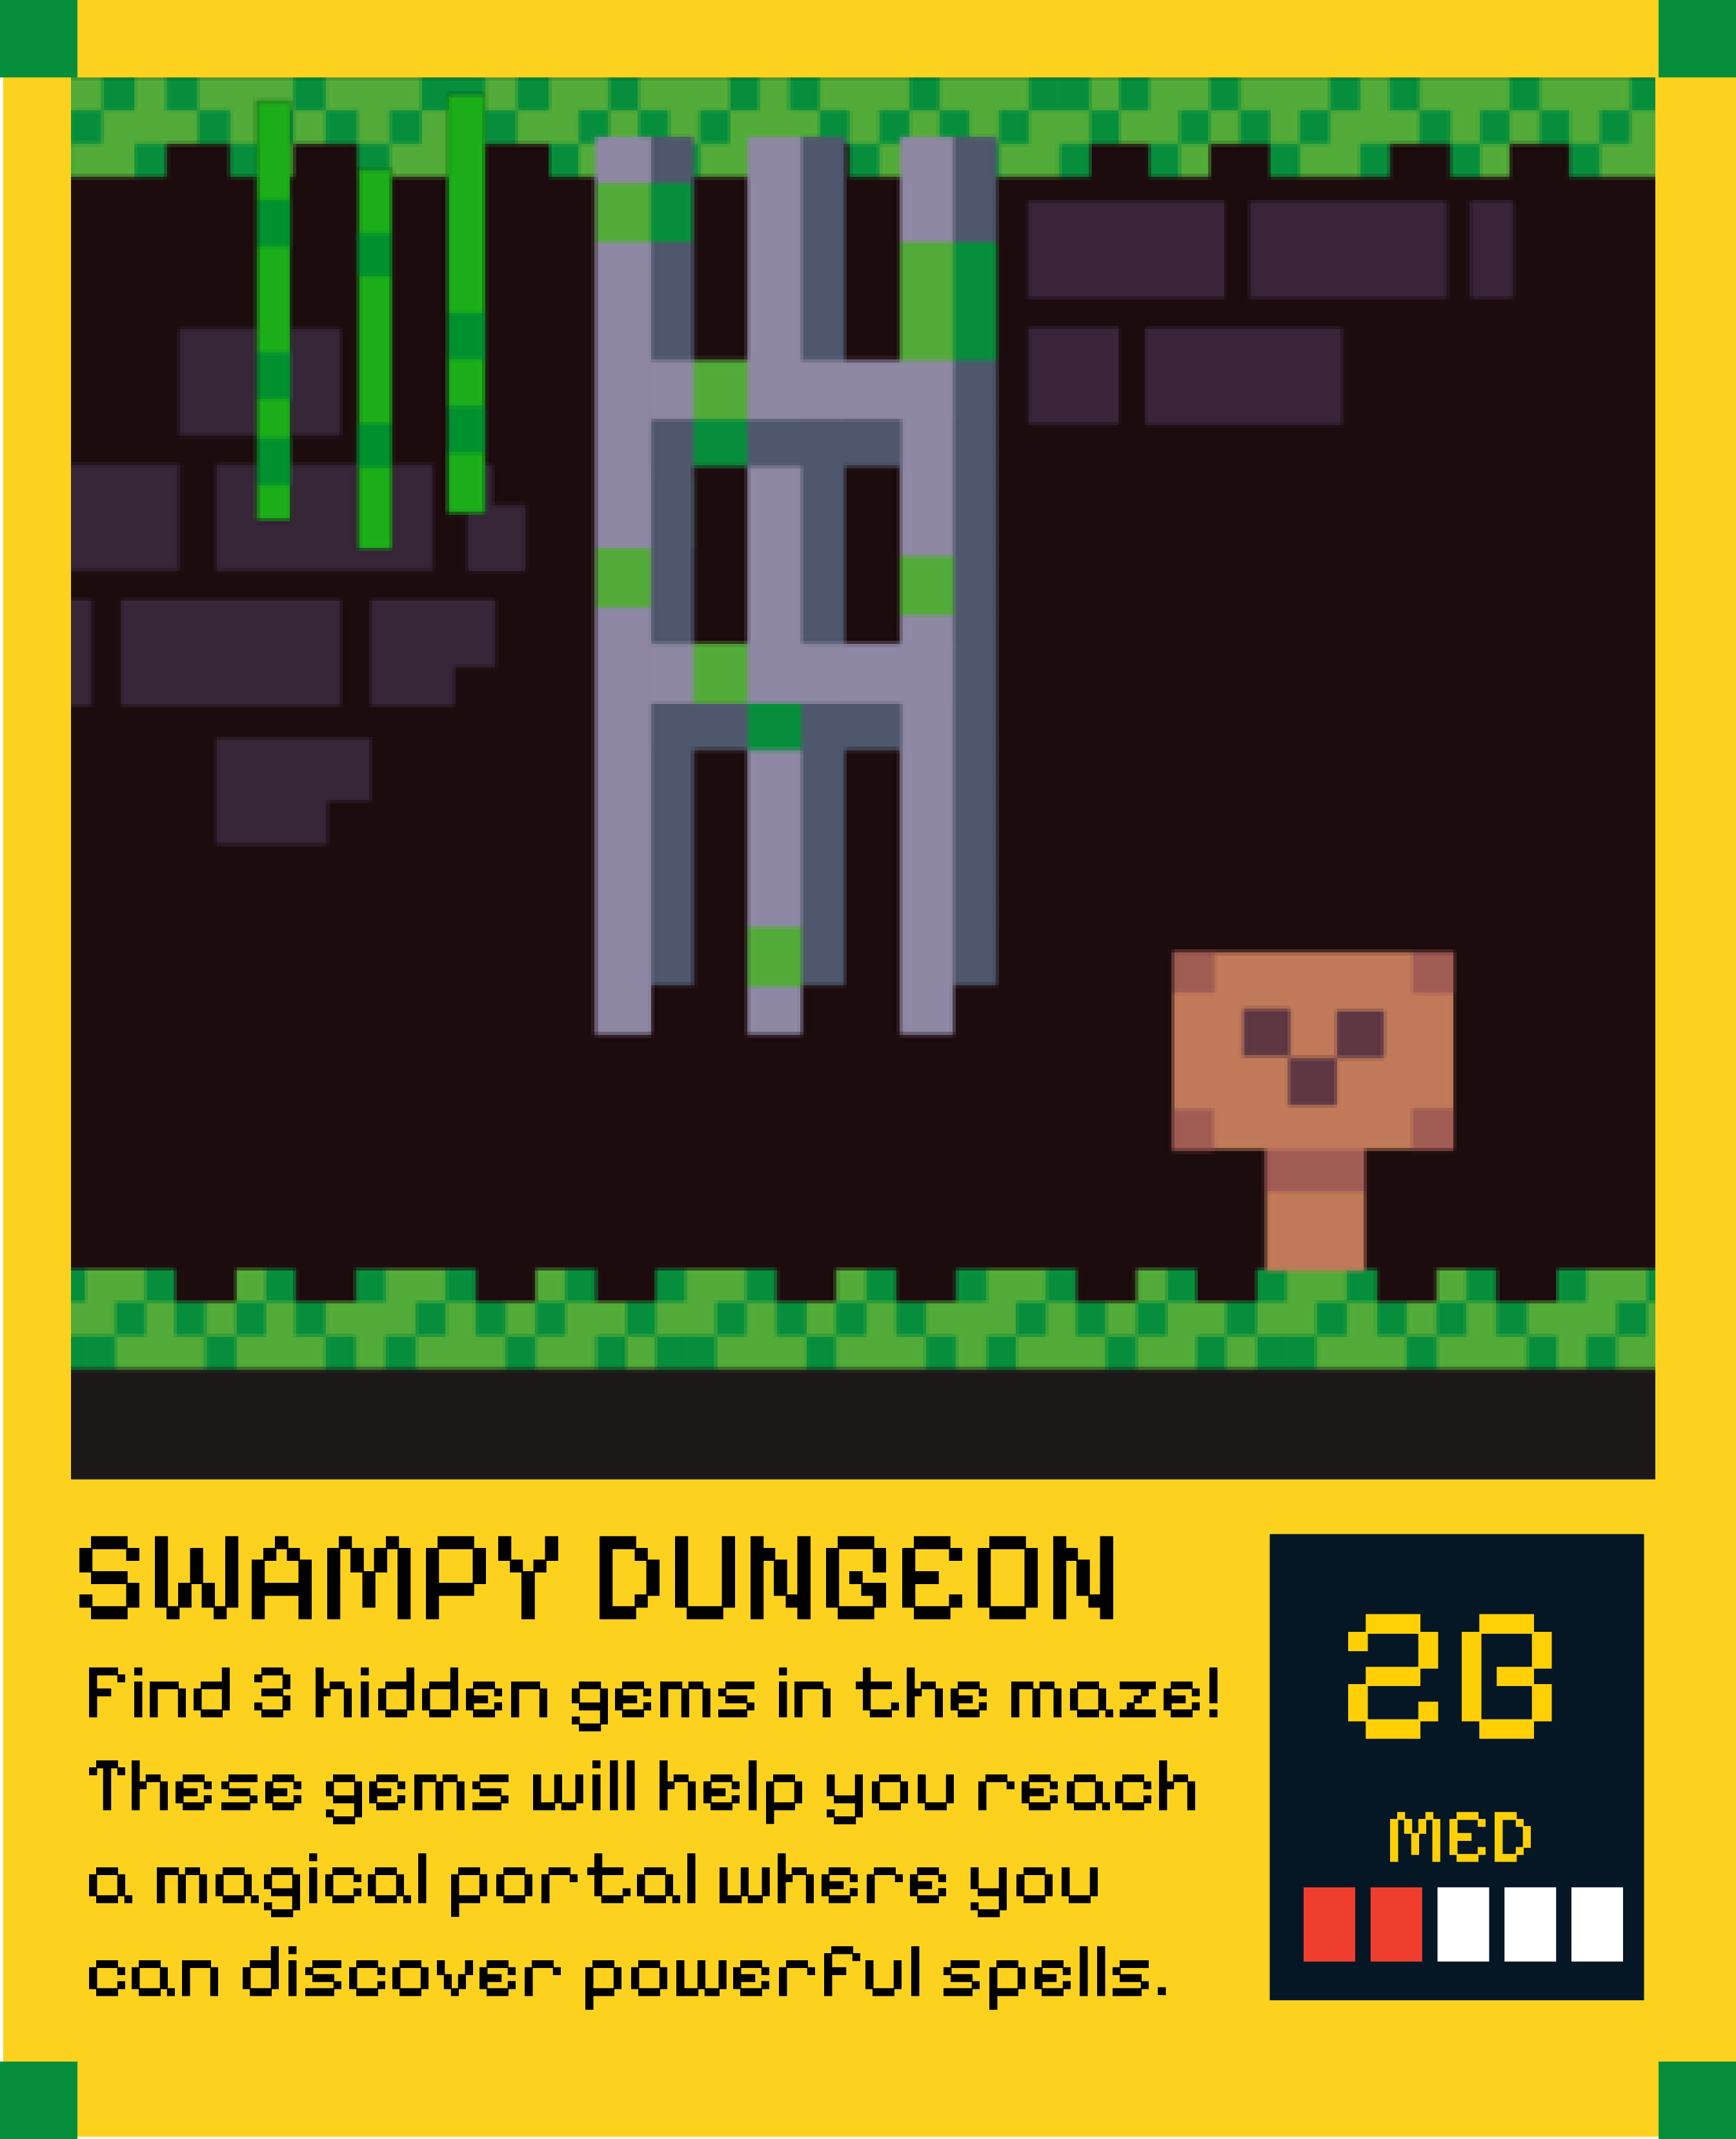 SWAMPY DUNGEON
Find 3 hidden gems in the maze!
These gems will help you reach
a magical portal where you
can discover powerful spells.
2B
MED